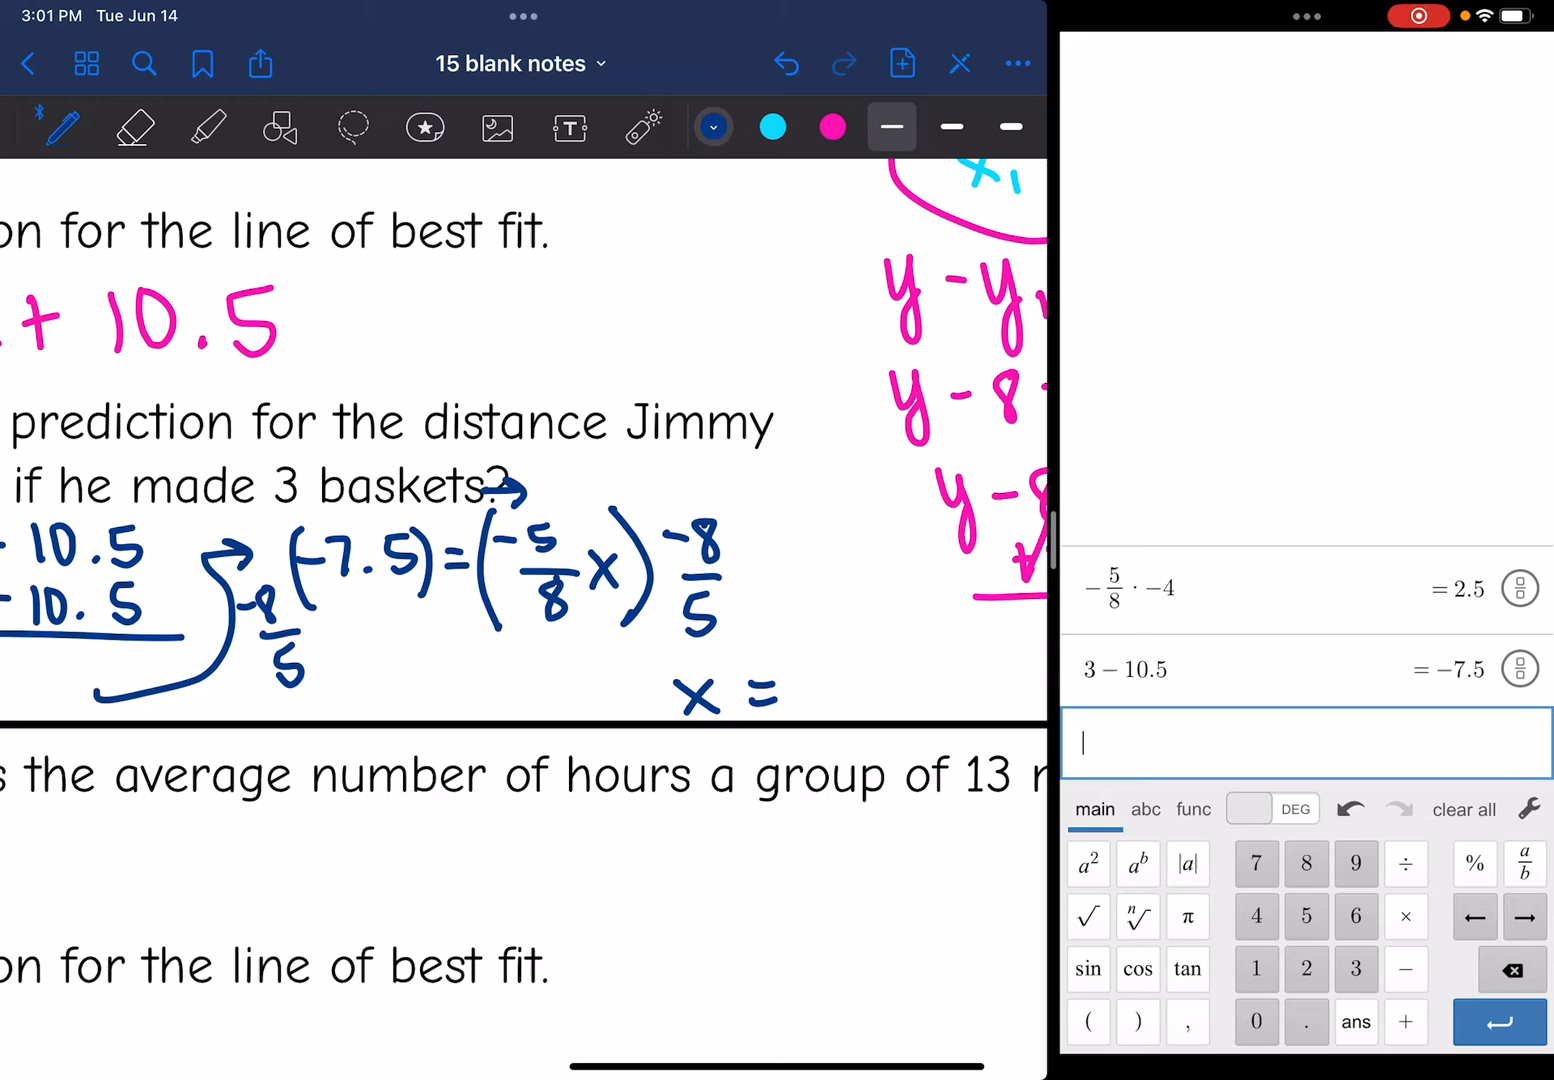 3:01 PM Tue Jun 14
15 blank notes
T
x₁
on for the line of best fit.
y - y₁
+ 10.5
y - 8
prediction for the distance Jimmy
if he made 3 baskets?
y - 8
- 10.5
- 10.5
-8/5 (-7.5) = (-5/8 x) -8/5
+
x =
s the average number of hours a group of 13 r
on for the line of best fit.
-5/8 · -4 = 2.5
3 - 10.5 = -7.5
main abc func DEG clear all
a² aᵇ |a| 7 8 9 ÷ % a/b
√ ⁿ√ π 4 5 6 × ← →
sin cos tan 1 2 3 −
( ) , 0 . ans +